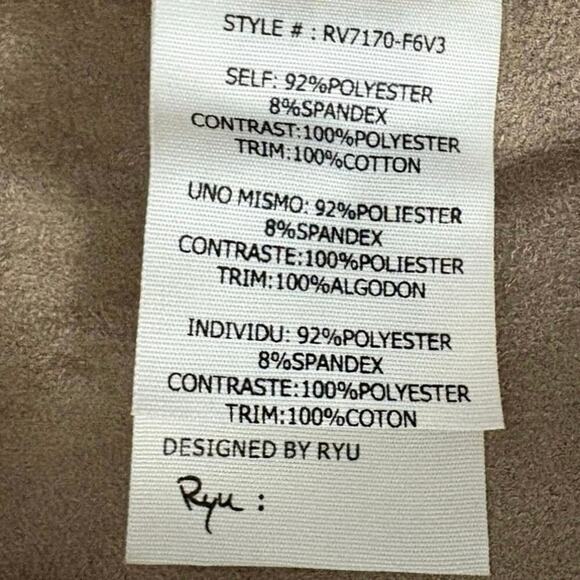 STYLE # : RV7170-F6V3
SELF: 92%POLYESTER
8%SPANDEX
CONTRAST:100%POLYESTER
TRIM:100%COTTON
UNO MISMO: 92%POLIESTER
8%SPANDEX
CONTRASTE:100%POLIESTER
TRIM:100%ALGODON
INDIVIDU: 92%POLYESTER
8%SPANDEX
CONTRASTE:100%POLYESTER
TRIM:100%COTON
DESIGNED BY RYU
Ryu :